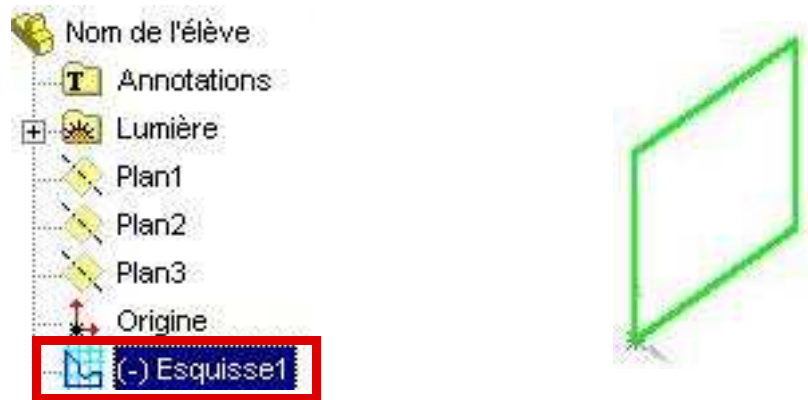 Nom de l'élève
T Annotations
Lumière
Plan1
Plan2
Plan3
Origine
(-) Esquisse1